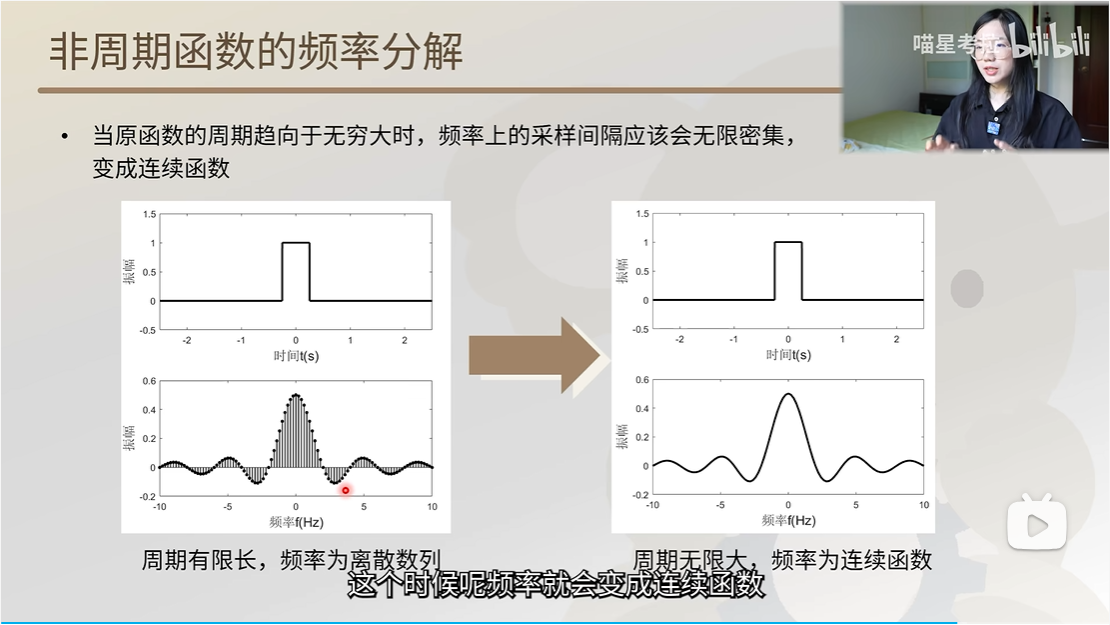 非周期函数的频率分解
喵星考拉 bilibili
• 当原函数的周期趋向于无穷大时，频率上的采样间隔应该会无限密集，
变成连续函数
1.5
1
0.5
0
-0.5
振幅
-2 -1 0 1 2
时间t(s)
0.6
0.4
0.2
0
-0.2
振幅
-10 -5 0 5 10
频率f(Hz)
周期有限长，频率为离散数列
1.5
1
0.5
0
-0.5
振幅
-2 -1 0 1 2
时间t(s)
0.6
0.4
0.2
0
-0.2
振幅
-10 -5 0 5 10
频率f(Hz)
周期无限大，频率为连续函数
这个时候呢频率就会变成连续函数